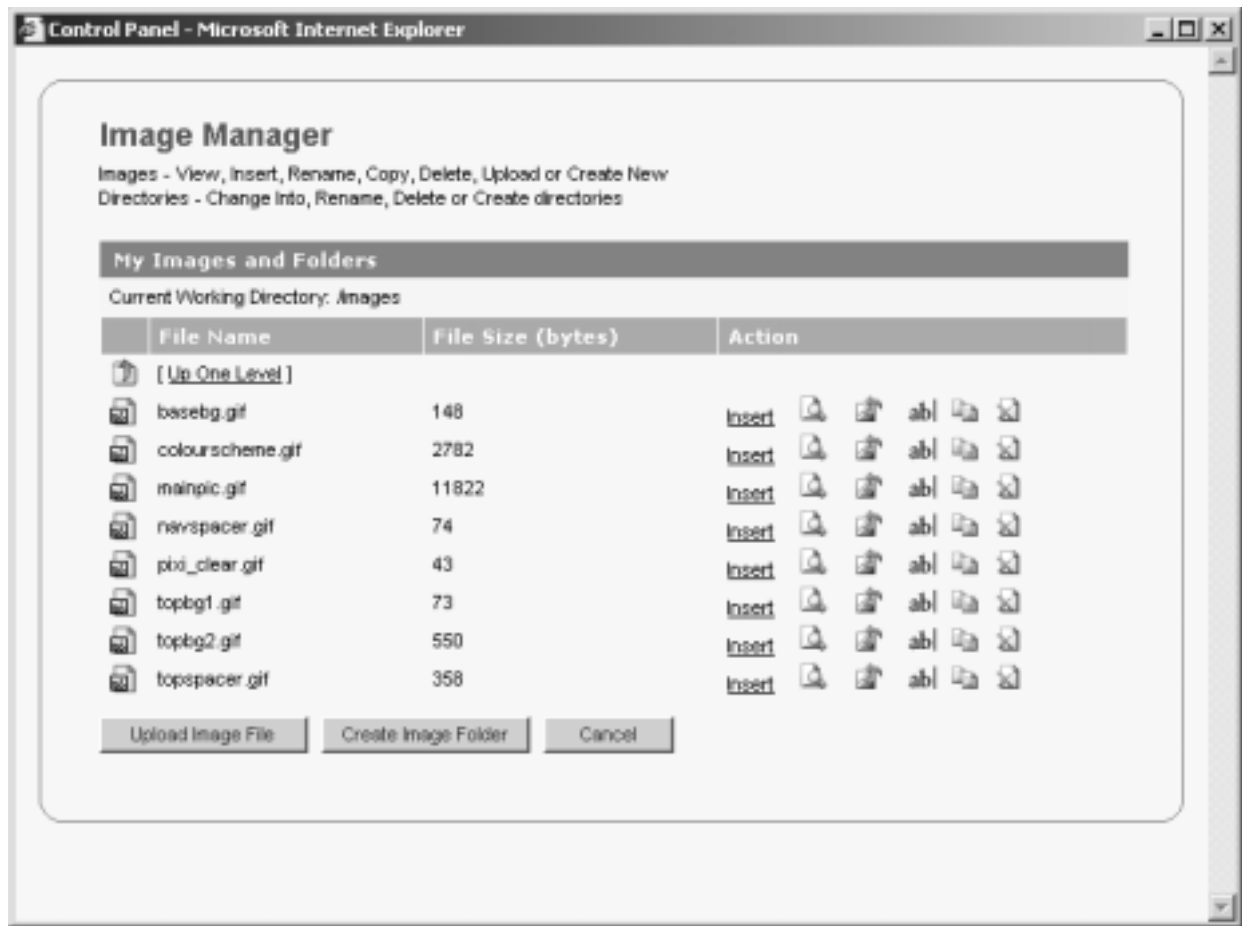 Control Panel - Microsoft Internet Explorer
Image Manager
Images - View, Insert, Rename, Copy, Delete, Upload or Create New
Directories - Change Into, Rename, Delete or Create directories
My Images and Folders
Current Working Directory: /images
File Name File Size (bytes) Action
[ Up One Level ]
basebg.gif 148 Insert ab|
colourscheme.gif 2782 Insert ab|
mainpic.gif 11822 Insert ab|
navspacer.gif 74 Insert ab|
pixi_clear.gif 43 Insert ab|
topbg1.gif 73 Insert ab|
topbg2.gif 550 Insert ab|
topspacer.gif 358 Insert ab|
Upload Image File Create Image Folder Cancel